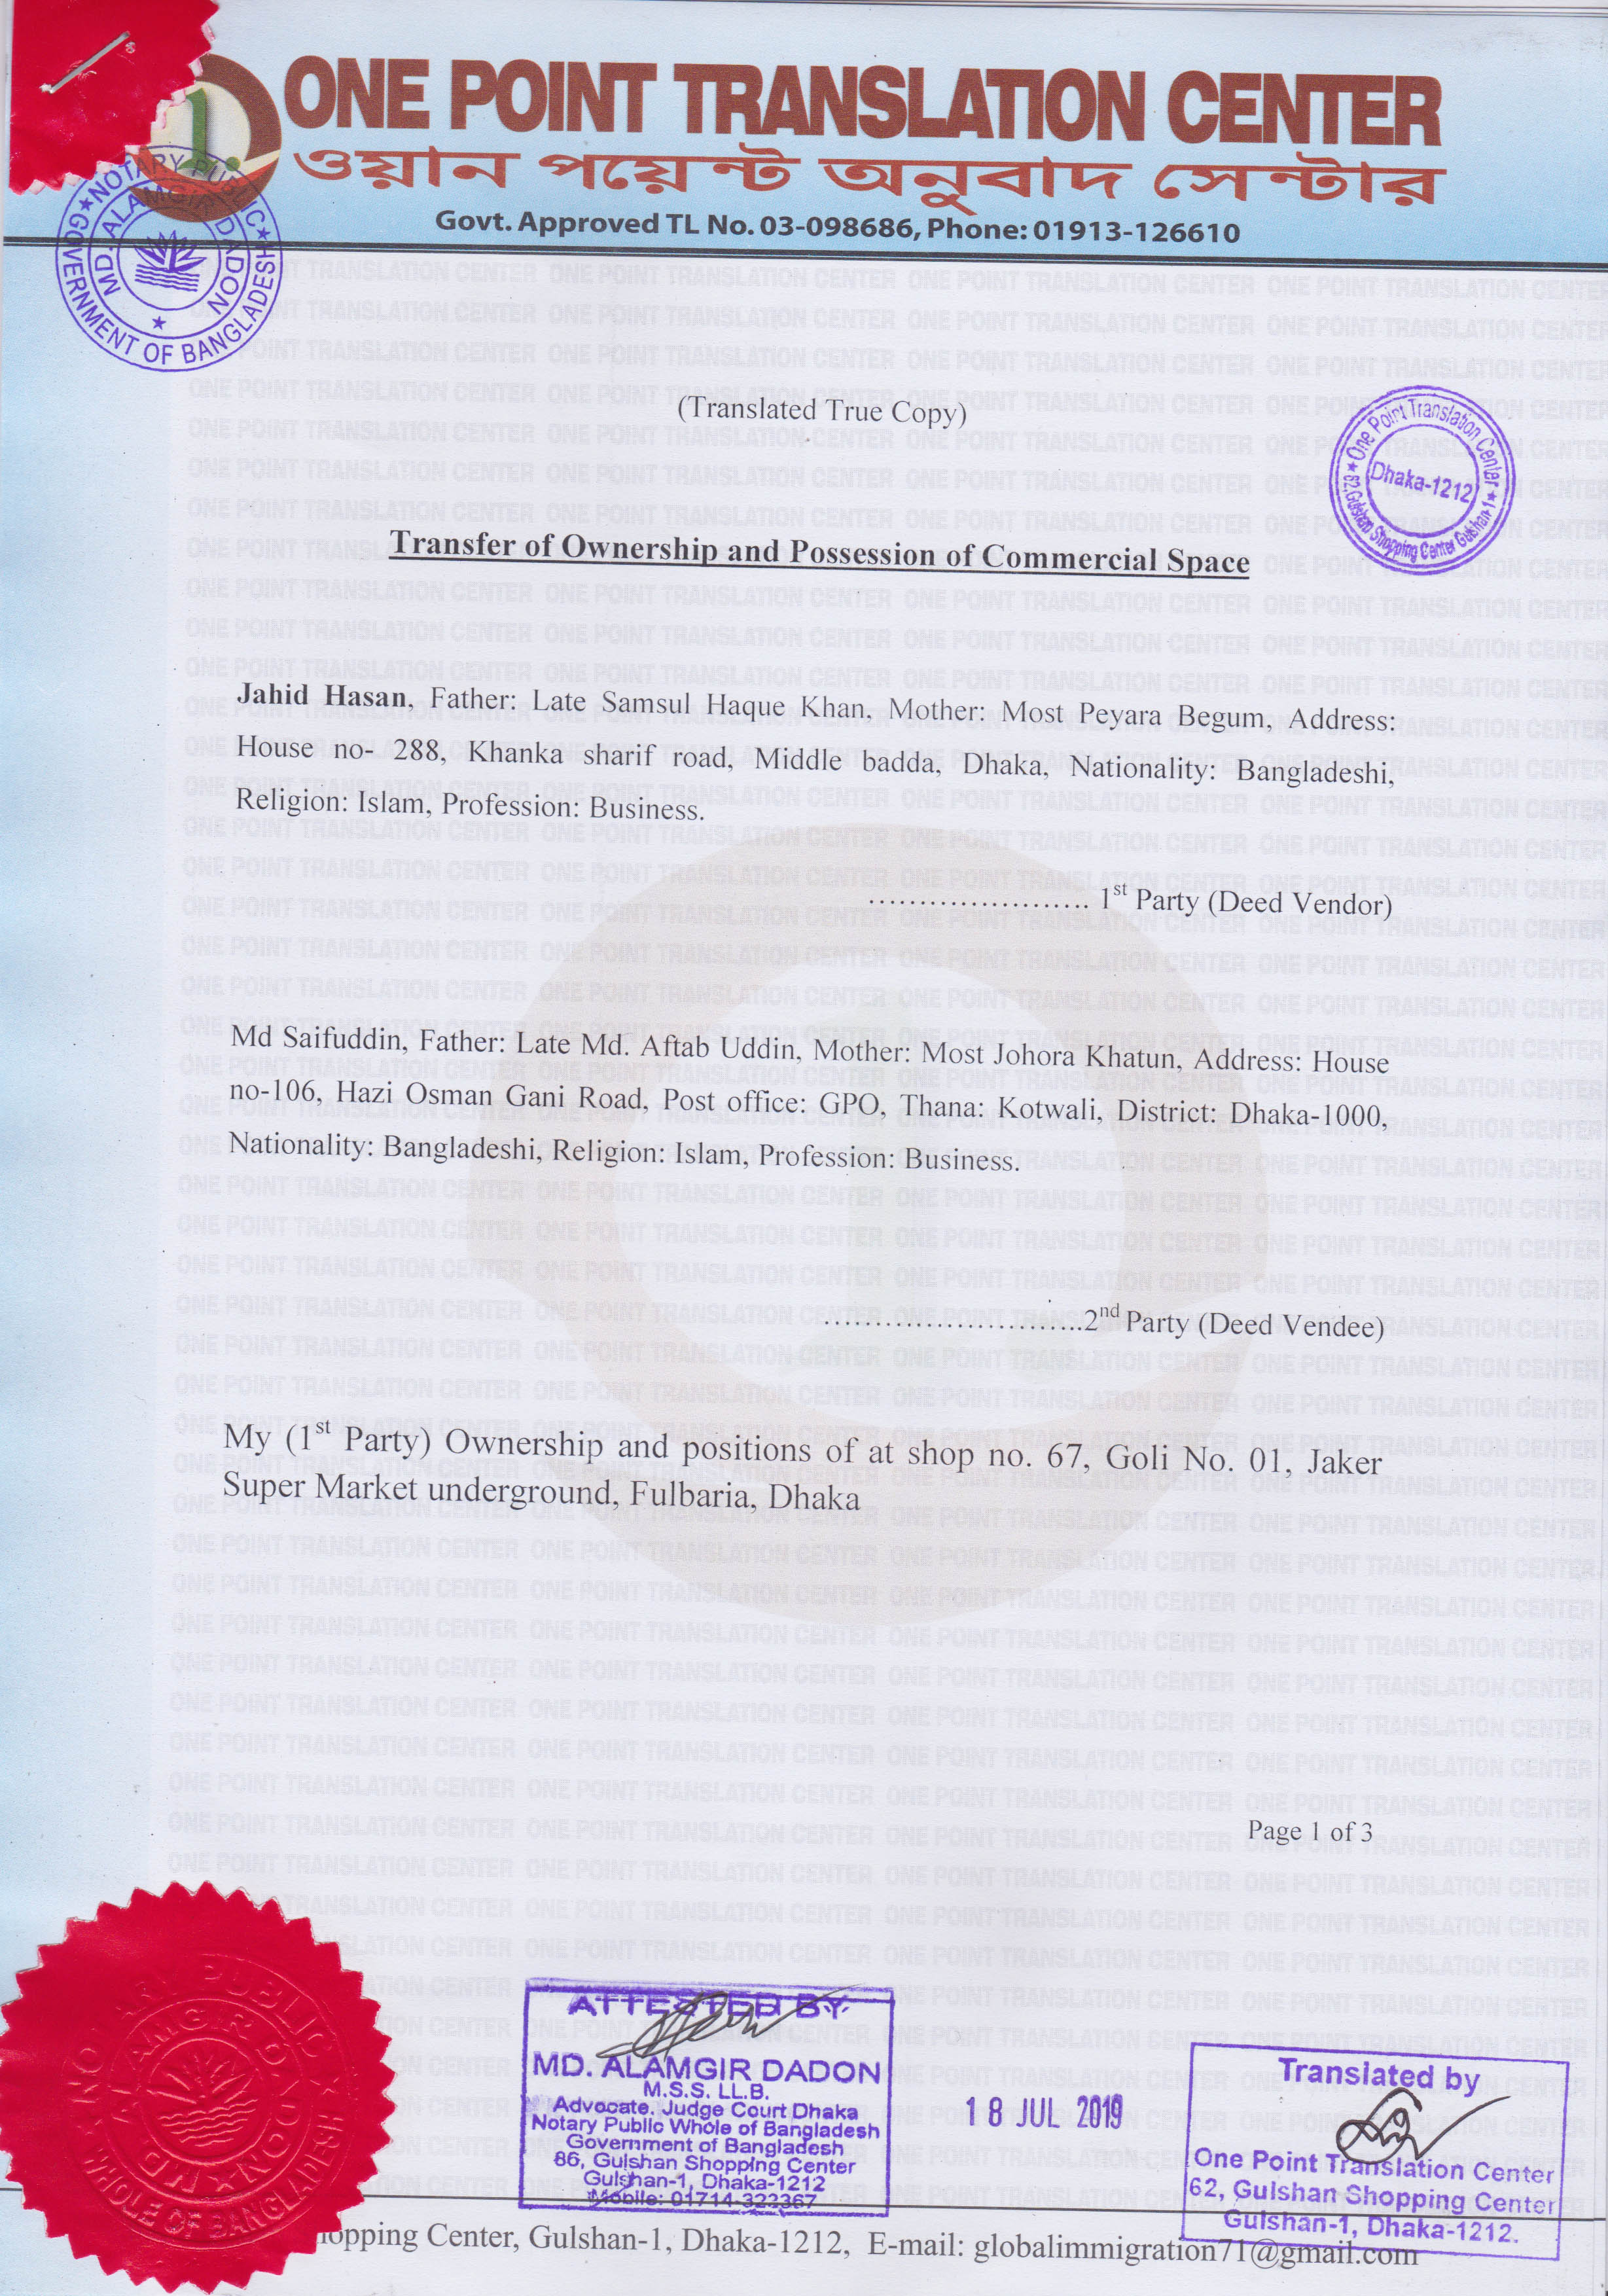 ONE POINT TRANSLATION CENTER
ওয়ান পয়েন্ট অনুবাদ সেন্টার
Govt. Approved TL No. 03-098686, Phone: 01913-126610
NOTARY PUBLIC
MD. ALAMGIR DADON
GOVERNMENT OF BANGLADESH
(Translated True Copy)
One Point Translation Center
Dhaka-1212
62, Gulshan Shopping Center Gulshan-1
Transfer of Ownership and Possession of Commercial Space
Jahid Hasan, Father: Late Samsul Haque Khan, Mother: Most Peyara Begum, Address:
House no- 288, Khanka sharif road, Middle badda, Dhaka, Nationality: Bangladeshi,
Religion: Islam, Profession: Business.
...................... 1st Party (Deed Vendor)
Md Saifuddin, Father: Late Md. Aftab Uddin, Mother: Most Johora Khatun, Address: House
no-106, Hazi Osman Gani Road, Post office: GPO, Thana: Kotwali, District: Dhaka-1000,
Nationality: Bangladeshi, Religion: Islam, Profession: Business.
..........................2nd Party (Deed Vendee)
My (1st Party) Ownership and positions of at shop no. 67, Goli No. 01, Jaker
Super Market underground, Fulbaria, Dhaka
Page 1 of 3
ATTESTED BY
MD. ALAMGIR DADON
M.S.S. LL.B.
Advocate. Judge Court Dhaka
Notary Public Whole of Bangladesh
Government of Bangladesh
86, Gulshan Shopping Center
Gulshan-1, Dhaka-1212
Mobile: 01714-322367
18 JUL 2019
Translated by
One Point Translation Center
62, Gulshan Shopping Center
Gulshan-1, Dhaka-1212.
WHOLE OF BANGLADESH
opping Center, Gulshan-1, Dhaka-1212, E-mail: globalimmigration71@gmail.com